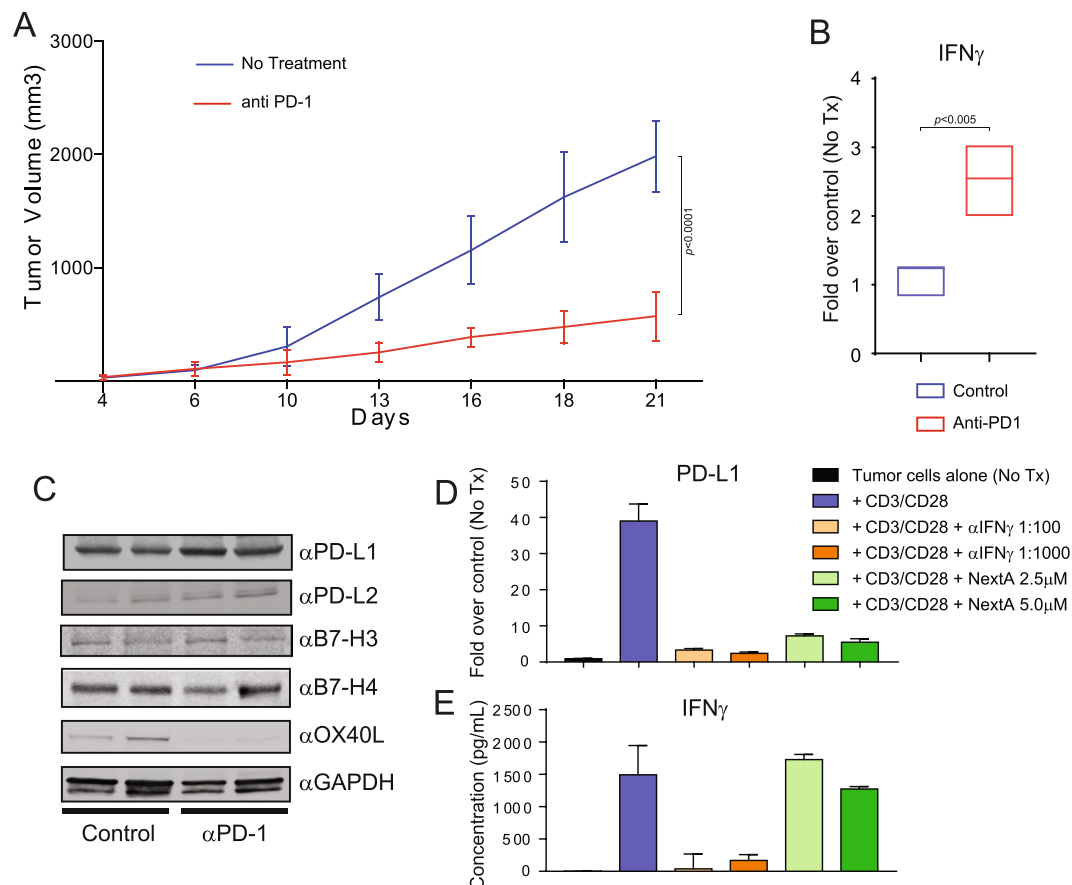 A
3000
2000
1000
Tumor Volume (mm3)
No Treatment
anti PD-1
p<0.0001
4 6 10 13 16 18 21
Days
B
IFNγ
Fold over control (No Tx)
4
3
2
1
0
p<0.005
Control
Anti-PD1
C
αPD-L1
αPD-L2
αB7-H3
αB7-H4
αOX40L
αGAPDH
Control αPD-1
D
PD-L1
Fold over control (No Tx)
50
40
30
20
10
0
Tumor cells alone (No Tx)
+ CD3/CD28
+ CD3/CD28 + αIFNγ 1:100
+ CD3/CD28 + αIFNγ 1:1000
+ CD3/CD28 + NextA 2.5μM
+ CD3/CD28 + NextA 5.0μM
E
IFNγ
Concentration (pg/mL)
2500
2000
1500
1000
500
0